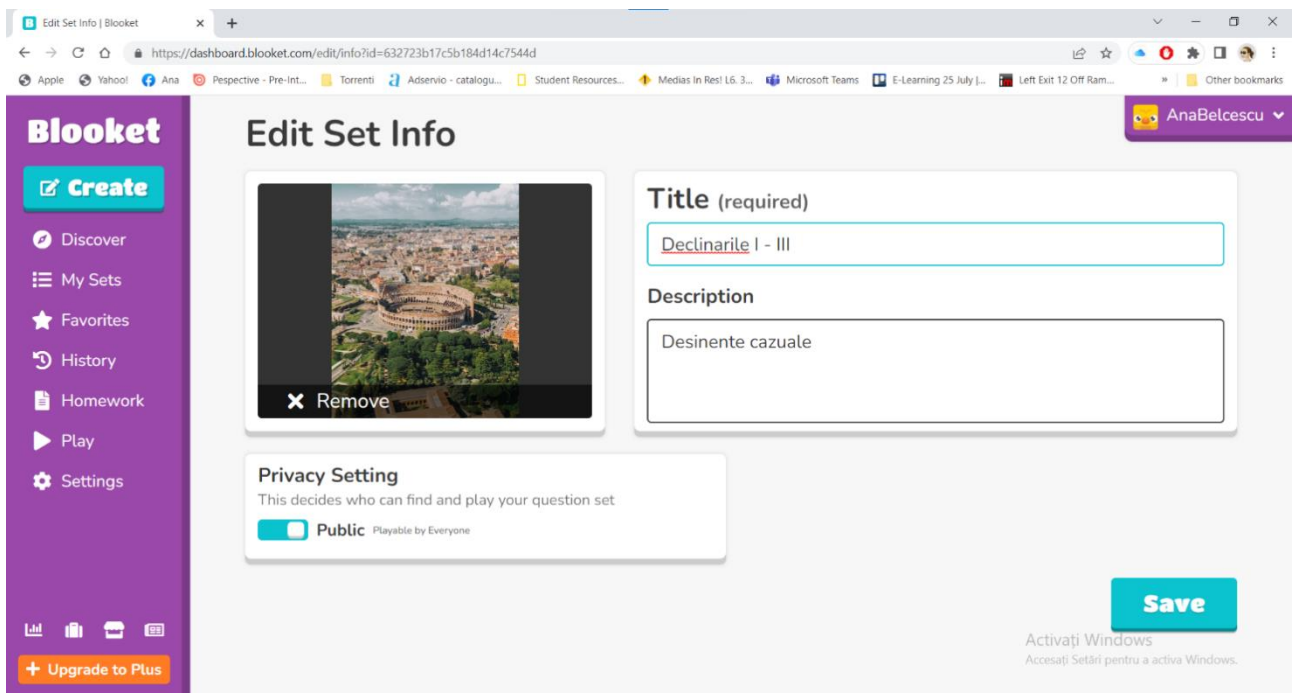 Edit Set Info | Blooket
https://dashboard.blooket.com/edit/info?id=632723b17c5b184d14c7544d
Apple Yahoo! Ana Pespective - Pre-Int... Torrenti Adservio - catalogu... Student Resources... Medias In Res! L6. 3... Microsoft Teams E-Learning 25 July |... Left Exit 12 Off Ram... » Other bookmarks
Blooket
Edit Set Info
AnaBelcescu
Create
Discover
My Sets
Favorites
History
Homework
Play
Settings
Upgrade to Plus
Remove
Title (required)
Declinarile I - III
Description
Desinente cazuale
Privacy Setting
This decides who can find and play your question set
Public Playable by Everyone
Save
Activați Windows
Accesați Setări pentru a activa Windows.